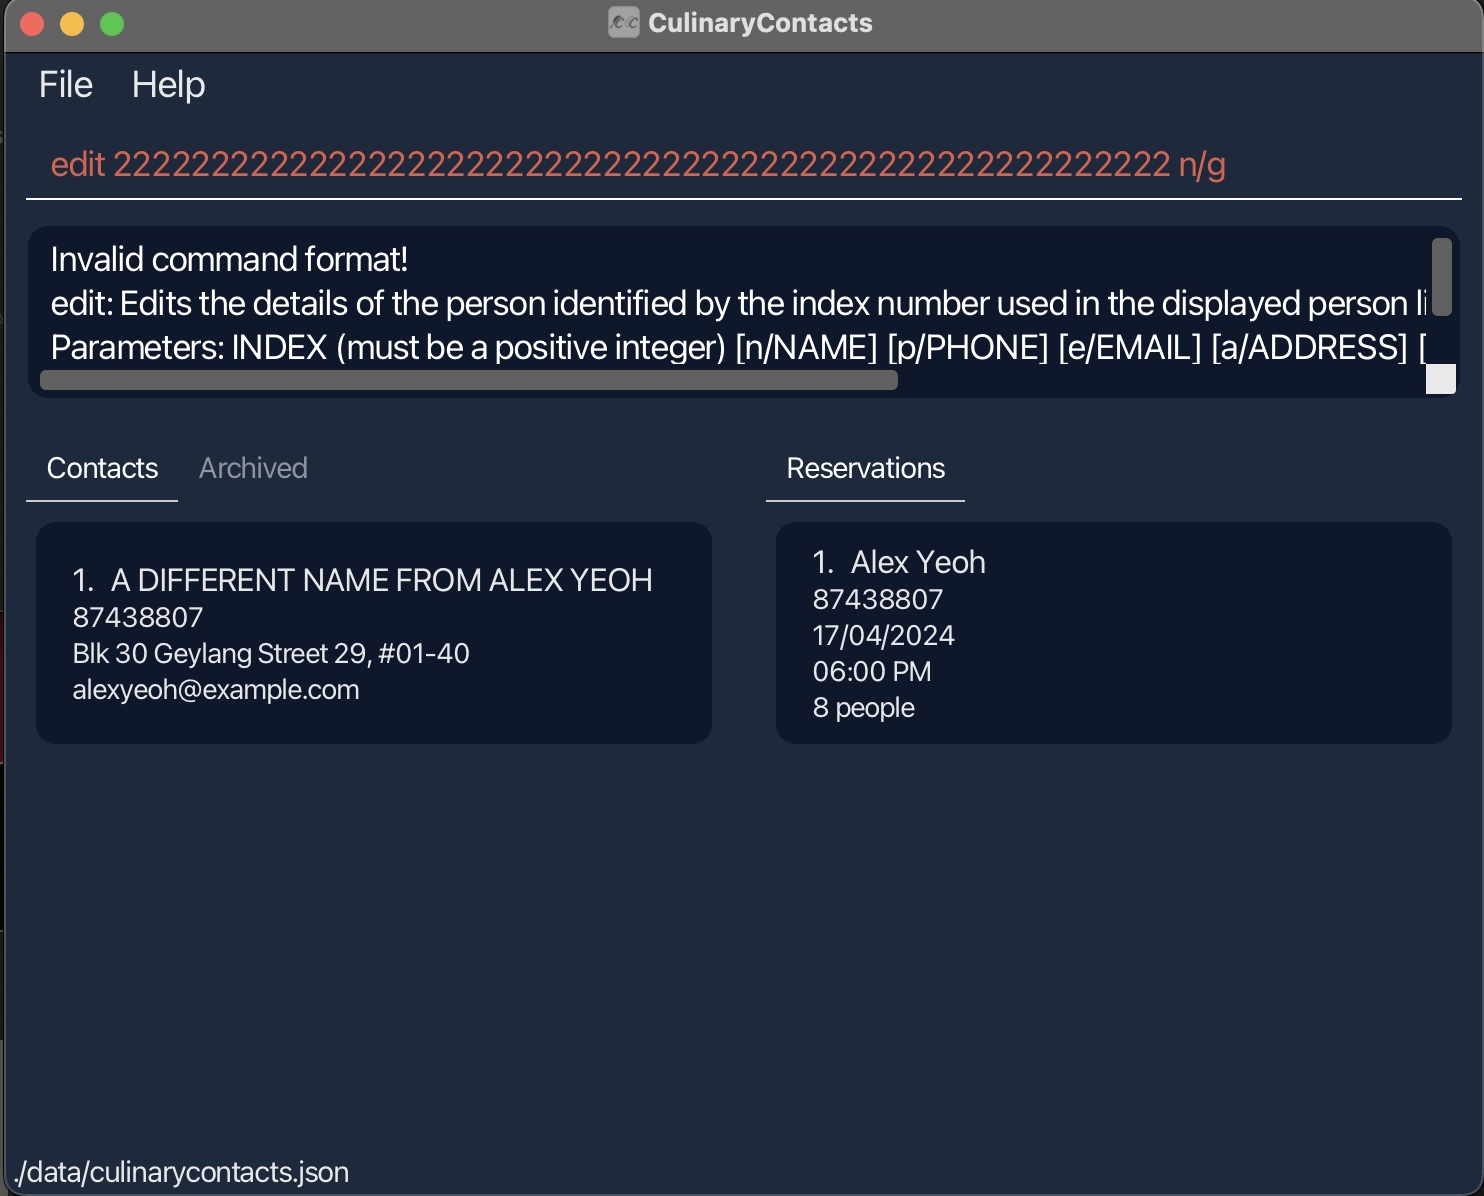 CulinaryContacts
File Help
edit 222222222222222222222222222222222222222222222222222222 n/g
Invalid command format!
edit: Edits the details of the person identified by the index number used in the displayed person li
Parameters: INDEX (must be a positive integer) [n/NAME] [p/PHONE] [e/EMAIL] [a/ADDRESS] [
Contacts Archived
1. A DIFFERENT NAME FROM ALEX YEOH
87438807
Blk 30 Geylang Street 29, #01-40
alexyeoh@example.com
Reservations
1. Alex Yeoh
87438807
17/04/2024
06:00 PM
8 people
./data/culinarycontacts.json